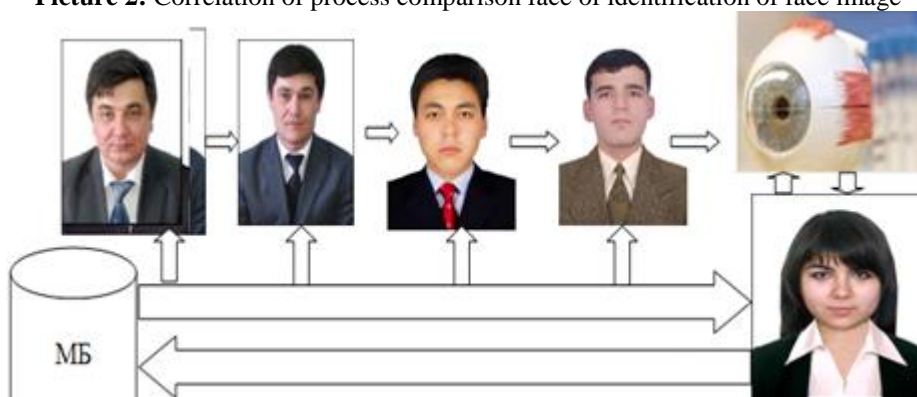 Picture 2: Correlation of process comparison face of identification of face image
МБ